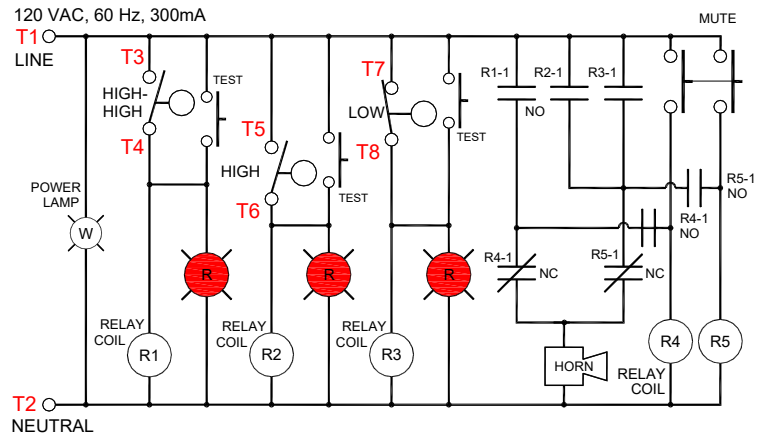 120 VAC, 60 Hz, 300mA
MUTE
T1
LINE
T3
T7
R1-1
R2-1
R3-1
TEST
HIGH-
HIGH
LOW
NO
T4
T5
T8
TEST
HIGH
R5-1
NO
POWER
LAMP
T6
TEST
R4-1
NO
W
R4-1
NC
R5-1
NC
R
R
R
RELAY
COIL
R1
RELAY
COIL
R2
RELAY
COIL
R3
HORN
R4
R5
RELAY
COIL
T2
NEUTRAL